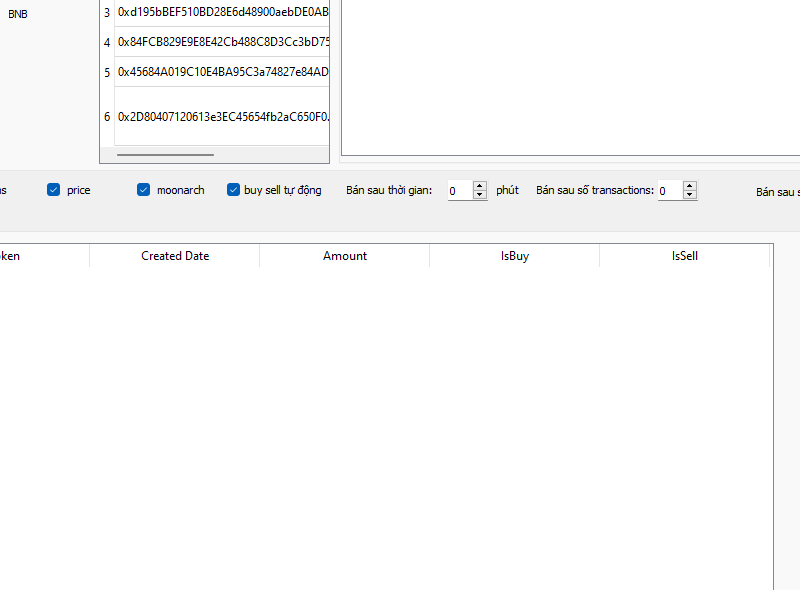 BNB
3 0xd195bBEF510BD28E6d48900aebDE0AB
4 0x84FCB829E9E8E42Cb488C8D3Cc3bD75
5 0x45684A019C10E4BA95C3a74827e84AD
6 0x2D80407120613e3EC45654fb2aC650F0.
ns price moonarch buy sell tự động Bán sau thời gian: 0 phút Bán sau số transactions: 0 Bán sau s
ken Created Date Amount IsBuy IsSell